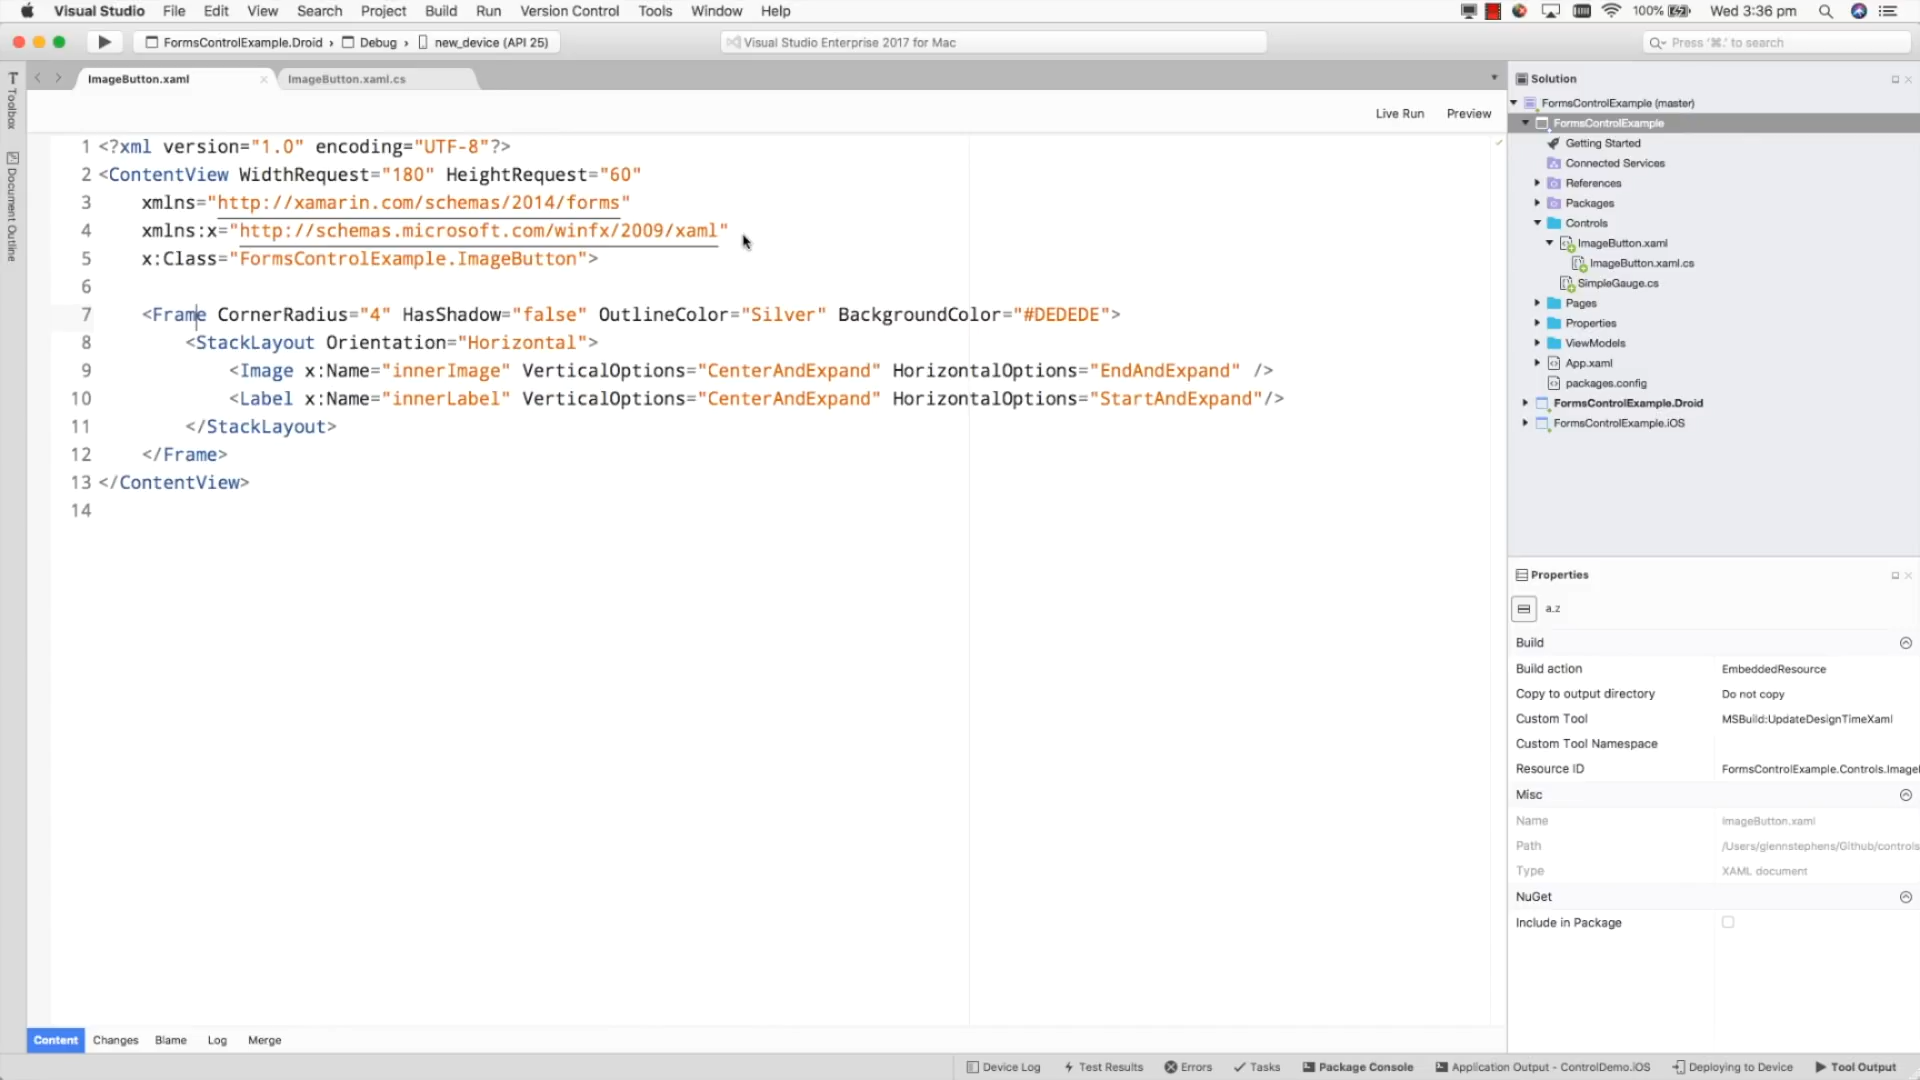 Visual Studio File Edit View Search Project Build Run Version Control Tools Window Help 100% Wed 3:36 pm
FormsControlExample.Droid › Debug › new_device (API 25) Visual Studio Enterprise 2017 for Mac Press '⌘.' to search
ImageButton.xaml ImageButton.xaml.cs
Toolbox
Document Outline
Live Run Preview
1 <?xml version="1.0" encoding="UTF-8"?>
2 <ContentView WidthRequest="180" HeightRequest="60"
3 xmlns="http://xamarin.com/schemas/2014/forms"
4 xmlns:x="http://schemas.microsoft.com/winfx/2009/xaml"
5 x:Class="FormsControlExample.ImageButton">
6
7 <Frame CornerRadius="4" HasShadow="false" OutlineColor="Silver" BackgroundColor="#DEDEDE">
8 <StackLayout Orientation="Horizontal">
9 <Image x:Name="innerImage" VerticalOptions="CenterAndExpand" HorizontalOptions="EndAndExpand" />
10 <Label x:Name="innerLabel" VerticalOptions="CenterAndExpand" HorizontalOptions="StartAndExpand"/>
11 </StackLayout>
12 </Frame>
13 </ContentView>
14
Solution
FormsControlExample (master)
FormsControlExample
Getting Started
Connected Services
References
Packages
Controls
ImageButton.xaml
ImageButton.xaml.cs
SimpleGauge.cs
Pages
Properties
ViewModels
App.xaml
packages.config
FormsControlExample.Droid
FormsControlExample.iOS
Properties
a.z
Build
Build action EmbeddedResource
Copy to output directory Do not copy
Custom Tool MSBuild:UpdateDesignTimeXaml
Custom Tool Namespace
Resource ID FormsControlExample.Controls.Image
Misc
Name ImageButton.xaml
Path /Users/glennstephens/Github/controls
Type XAML document
NuGet
Include in Package
Content Changes Blame Log Merge
Device Log Test Results Errors Tasks Package Console Application Output - ControlDemo.iOS Deploying to Device Tool Output